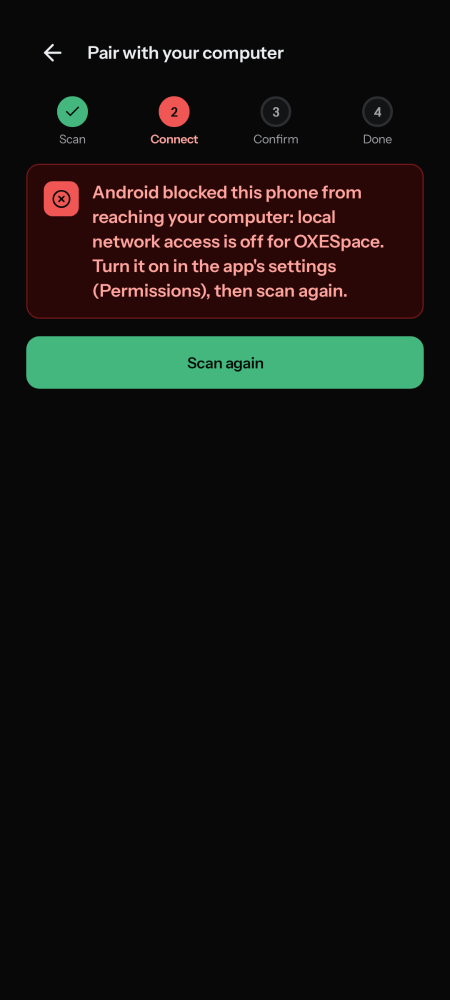 Pair with your computer
2
3
4
Scan
Connect
Confirm
Done
Android blocked this phone from
reaching your computer: local
network access is off for OXESpace.
Turn it on in the app's settings
(Permissions), then scan again.
Scan again